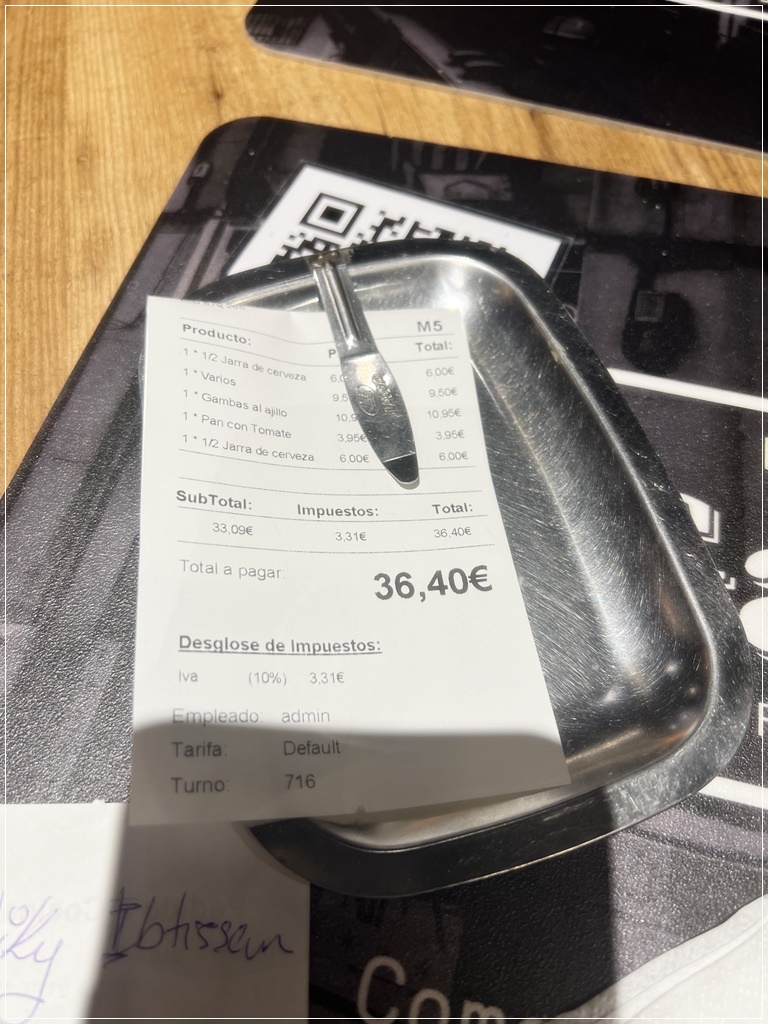 M5
Producto: Total:
1 * 1/2 Jarra de cerveza 6,00€
1 * Varios 9,50€
1 * Gambas al ajillo 10,95€
1 * Pan con Tomate 3,95€ 3,95€
1 * 1/2 Jarra de cerveza 6,00€ 6,00€
SubTotal: Impuestos: Total:
33,09€ 3,31€ 36,40€
Total a pagar: 36,40€
Desglose de Impuestos:
Iva (10%) 3,31€
Empleado: admin
Tarifa: Default
Turno: 716
Ibtissan